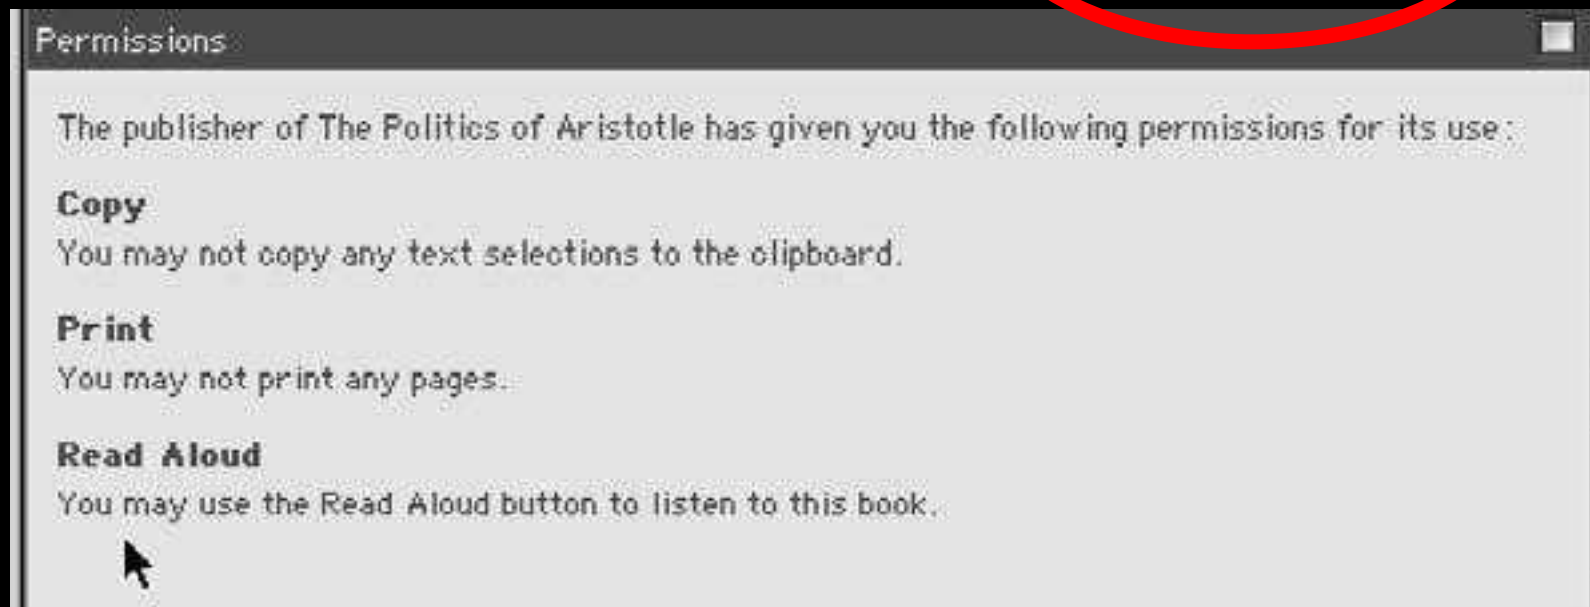 Permissions
The publisher of The Politics of Aristotle has given you the following permissions for its use:
Copy
You may not copy any text selections to the clipboard.
Print
You may not print any pages.
Read Aloud
You may use the Read Aloud button to listen to this book.